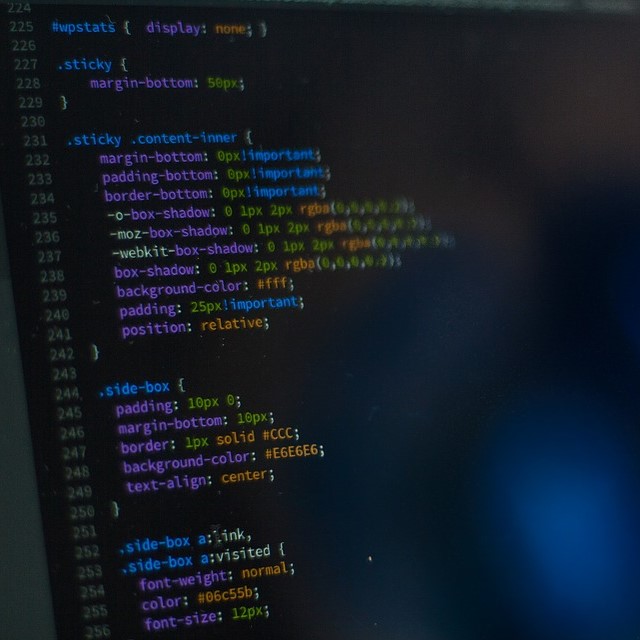 224
225 #wpstats { display: none; }
226
227 .sticky {
228 margin-bottom: 50px;
229 }
230
231 .sticky .content-inner {
232 margin-bottom: 0px!important;
233 padding-bottom: 0px!important;
234 border-bottom: 0px!important;
235 -o-box-shadow: 0 1px 2px rgba(0,0,0,0.2);
236 -moz-box-shadow: 0 1px 2px
237 -webkit-box-shadow: 0 1px 2px
238 box-shadow: 0 1px 2px rgba(0,0,0,0.2);
239 background-color: #fff;
240 padding: 25px!important;
241 position: relative;
242 }
243
244 .side-box {
245 padding: 10px 0;
246 margin-bottom: 10px;
247 border: 1px solid #CCC;
248 background-color: #E6E6E6;
249 text-align: center;
250 }
251
252 .side-box a:link,
253 .side-box a:visited {
254 font-weight: normal;
255 color: #06c55b;
256 font-size: 12px;